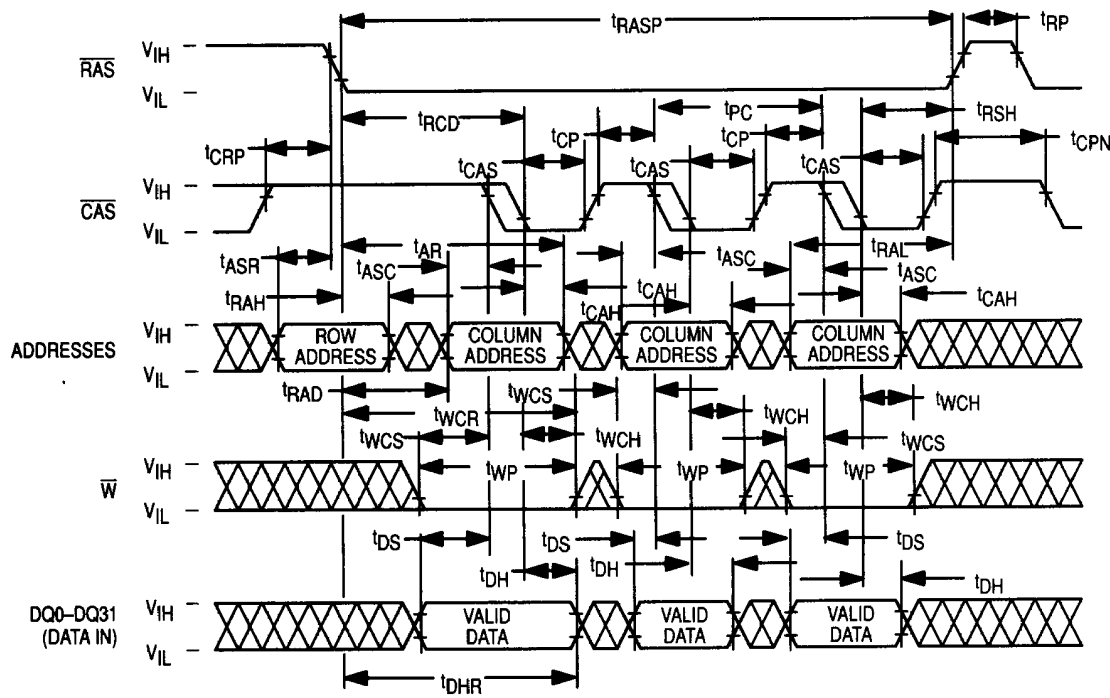 tRASP
tRP
VIH
RAS
VIL
tRCD
tCP
tPC
tCP
tRSH
tCRP
tCAS
tCAS
tCAS
tCPN
VIH
CAS
VIL
tASR
tAR
tASC
tRAL
tRAH
tASC
tCAH
tCAH
tASC
tCAH
VIH
ADDRESSES
VIL
ROW ADDRESS
COLUMN ADDRESS
COLUMN ADDRESS
COLUMN ADDRESS
tRAD
tWCR
tWCS
tWCH
tWCS
tWCH
tWCH
tWCS
VIH
W
VIL
tWP
tWP
tWP
tDS
tDS
tDS
tDH
tDH
tDH
DQ0–DQ31
(DATA IN)
VIH
VIL
VALID DATA
VALID DATA
VALID DATA
tDHR